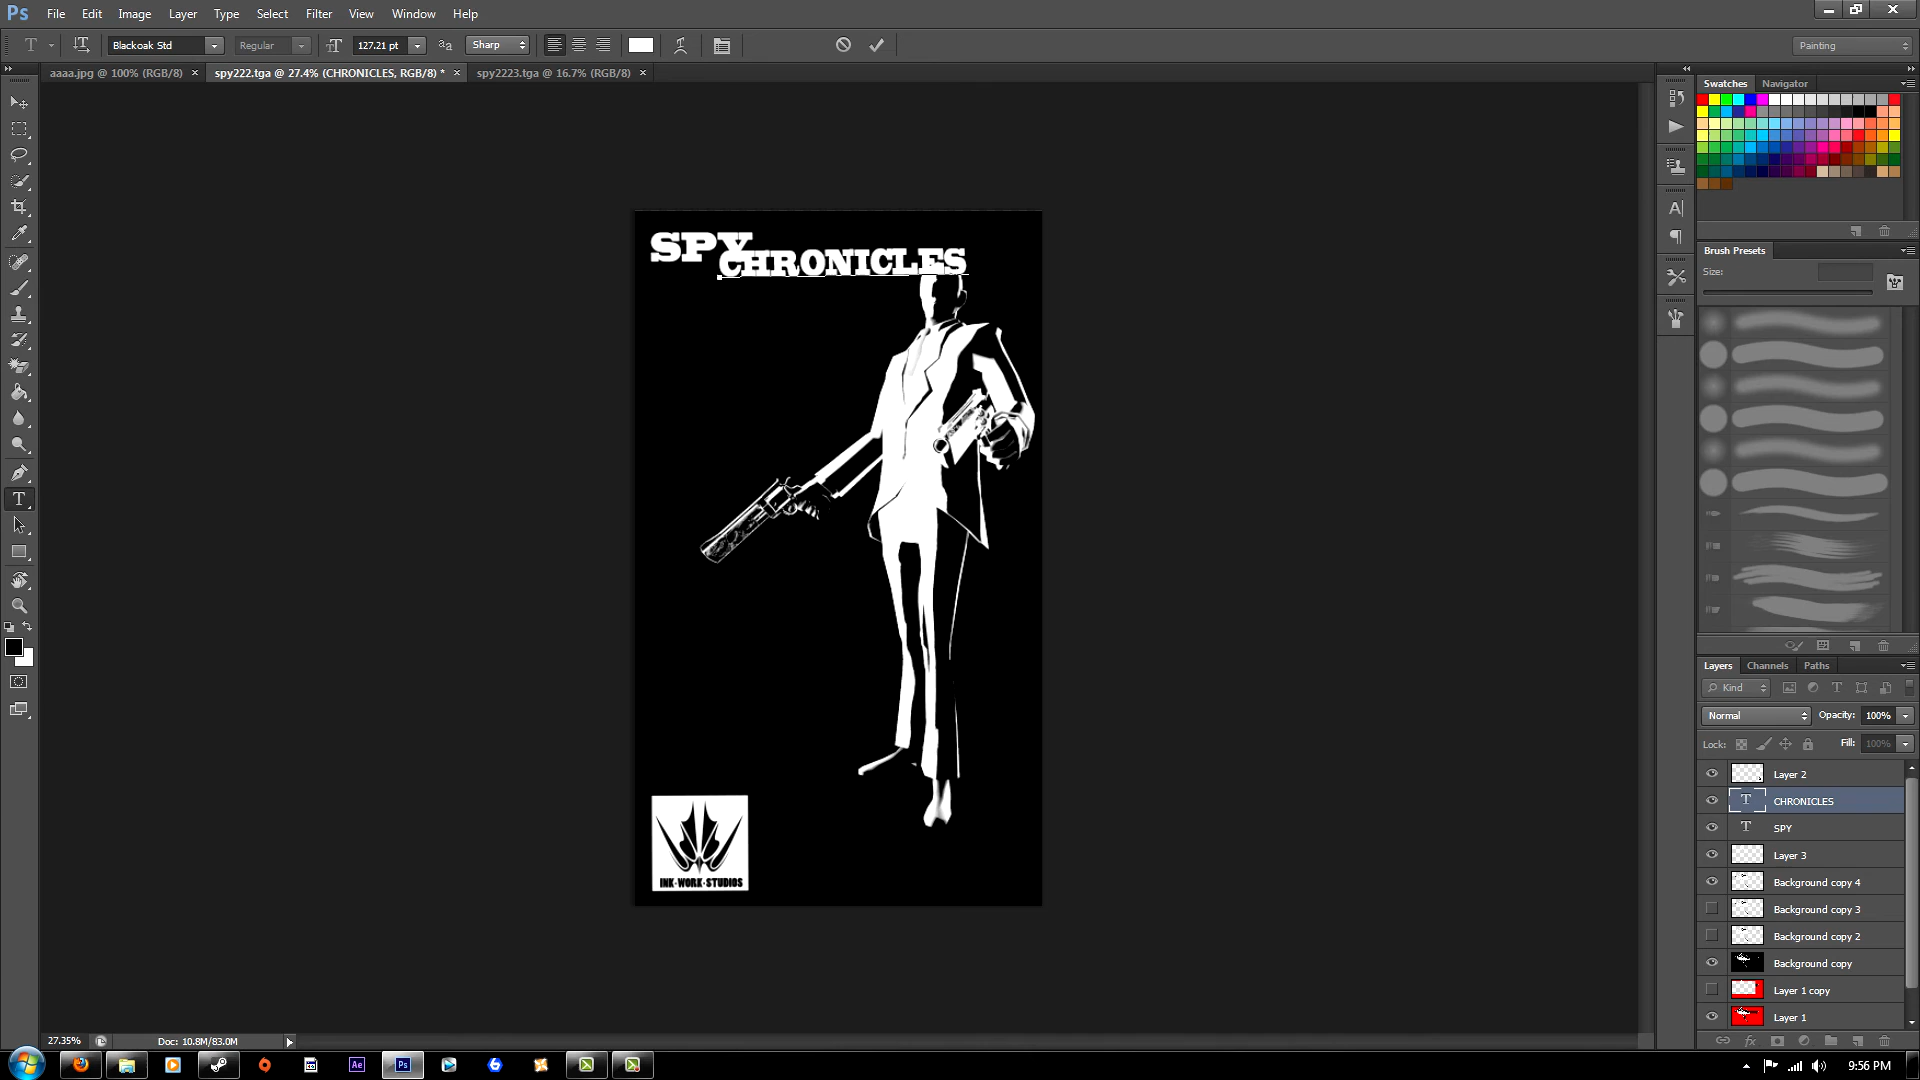 Ps File Edit Image Layer Type Select Filter View Window Help
T Blackoak Std Regular 127.21 pt aa Sharp Painting
aaaa.jpg @ 100% (RGB/8) × spy222.tga @ 27.4% (CHRONICLES, RGB/8) * × spy2223.tga @ 16.7% (RGB/8) ×
Swatches Navigator
SPY
CHRONICLES
INK·WORK·STUDIOS
Brush Presets
Size:
Layers Channels Paths
Kind
Normal Opacity: 100%
Lock: Fill: 100%
Layer 2
T CHRONICLES
T SPY
Layer 3
Background copy 4
Background copy 3
Background copy 2
Background copy
Layer 1 copy
Layer 1
fx
27.35% Doc: 10.8M/83.0M
Ae Ps 9:56 PM